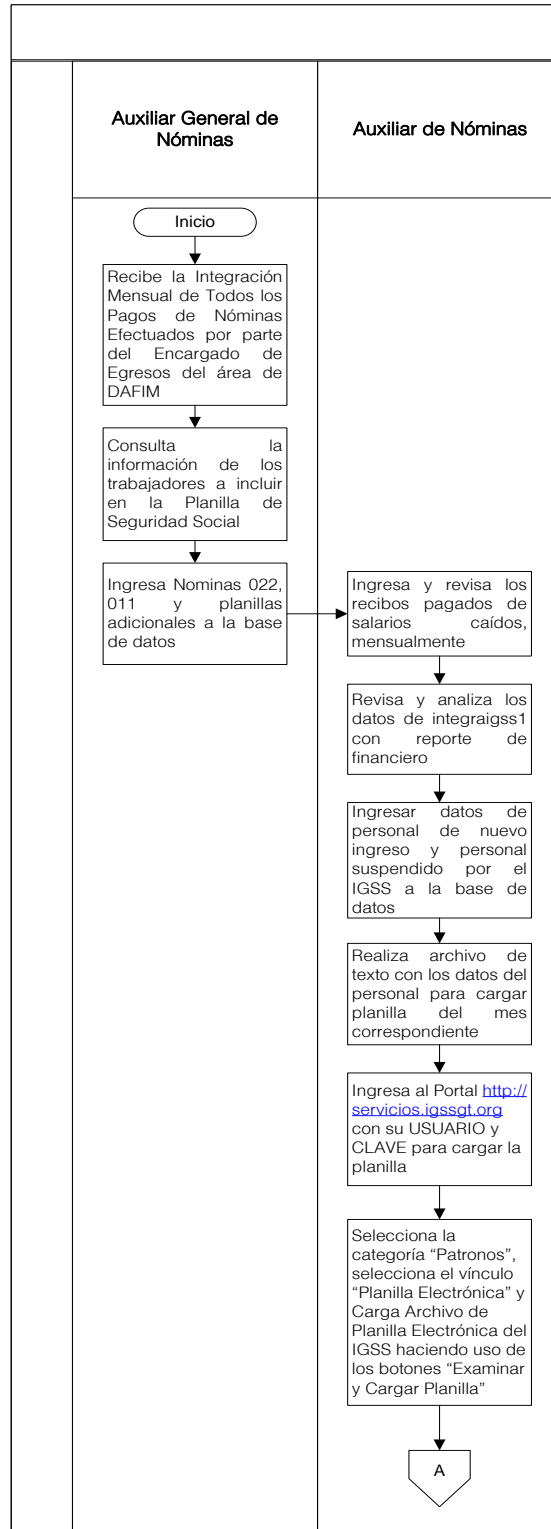 Auxiliar General de
Nóminas
Auxiliar de Nóminas
Inicio
Recibe la Integración
Mensual de Todos los
Pagos de Nóminas
Efectuados por parte
del Encargado de
Egresos del área de
DAFIM
Consulta la
información de los
trabajadores a incluir
en la Planilla de
Seguridad Social
Ingresa Nominas 022,
011 y planillas
adicionales a la base
de datos
Ingresa y revisa los
recibos pagados de
salarios caídos,
mensualmente
Revisa y analiza los
datos de integraigss1
con reporte de
financiero
Ingresar datos de
personal de nuevo
ingreso y personal
suspendido por el
IGSS a la base de
datos
Realiza archivo de
texto con los datos del
personal para cargar
planilla del mes
correspondiente
Ingresa al Portal http://
servicios.igssgt.org
con su USUARIO y
CLAVE para cargar la
planilla
Selecciona la
categoría “Patronos”,
selecciona el vínculo
“Planilla Electrónica” y
Carga Archivo de
Planilla Electrónica del
IGSS haciendo uso de
los botones “Examinar
y Cargar Planilla”
A